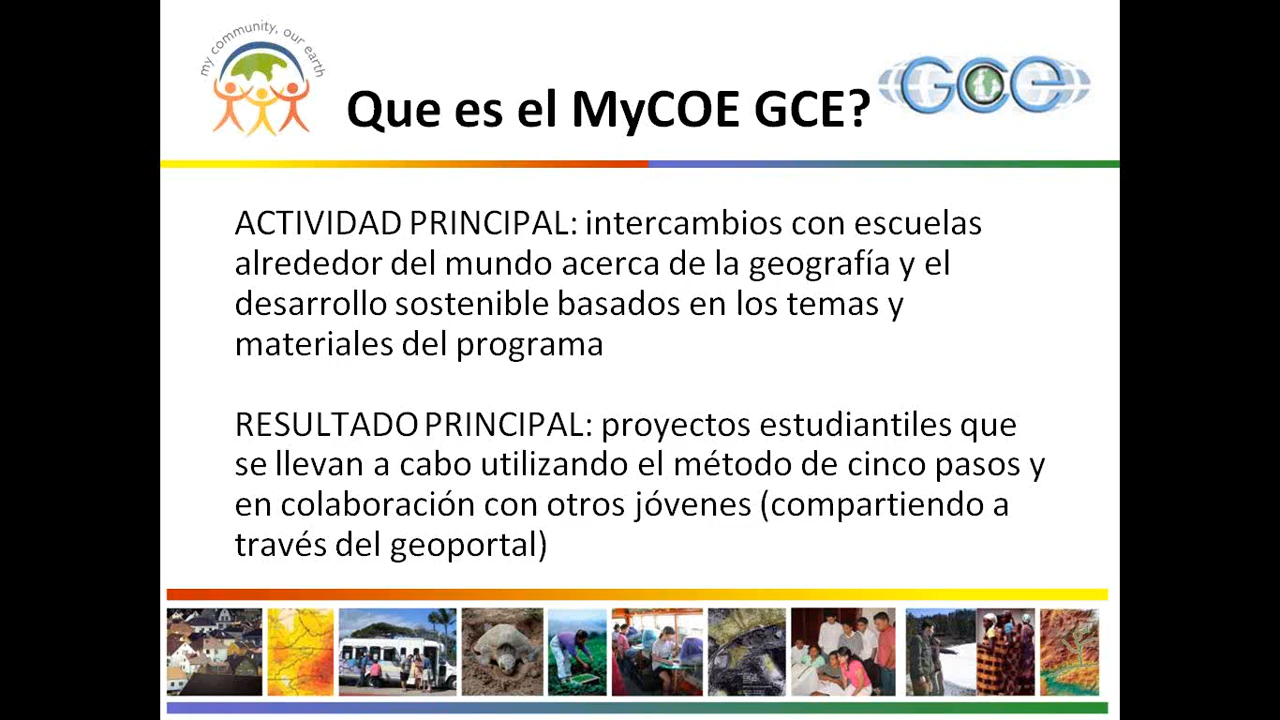 my community, our earth
Que es el MyCOE GCE?
GCE
ACTIVIDAD PRINCIPAL: intercambios con escuelas
alrededor del mundo acerca de la geografía y el
desarrollo sostenible basados en los temas y
materiales del programa
RESULTADO PRINCIPAL: proyectos estudiantiles que
se llevan a cabo utilizando el método de cinco pasos y
en colaboración con otros jóvenes (compartiendo a
través del geoportal)